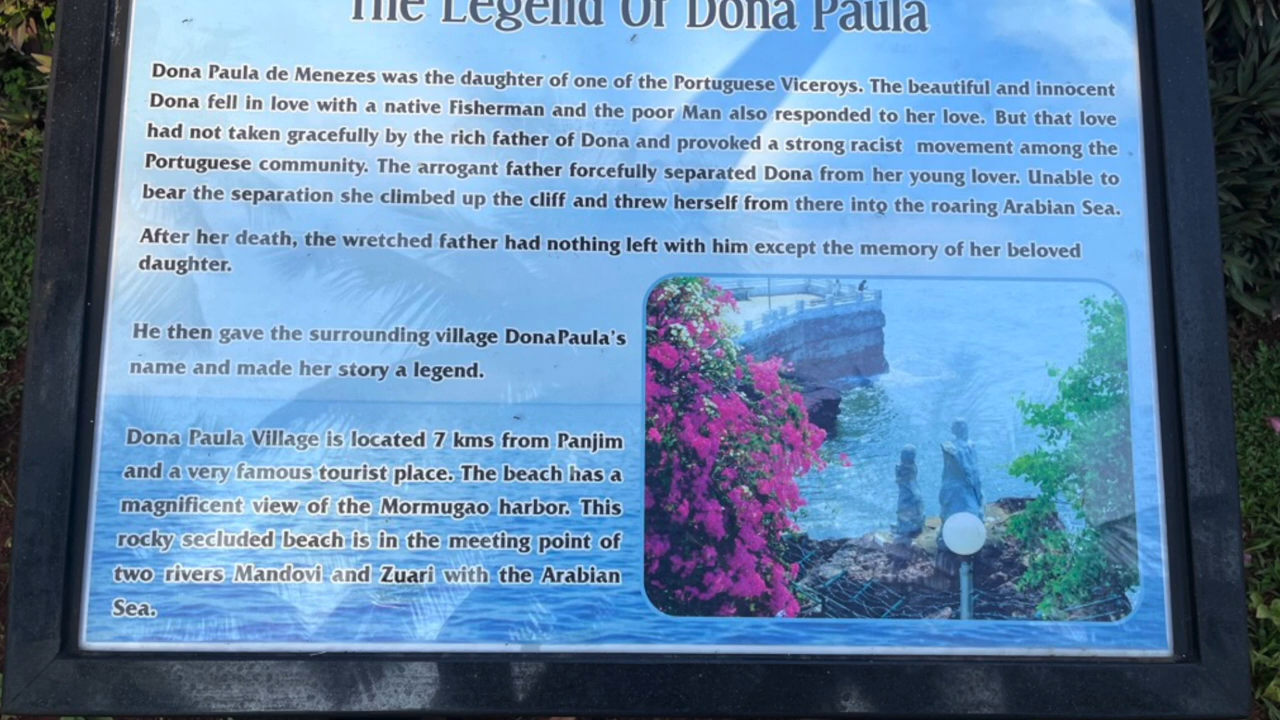 The Legend Of Dona Paula
Dona Paula de Menezes was the daughter of one of the Portuguese Viceroys. The beautiful and innocent
Dona fell in love with a native Fisherman and the poor Man also responded to her love. But that love
had not taken gracefully by the rich father of Dona and provoked a strong racist movement among the
Portuguese community. The arrogant father forcefully separated Dona from her young lover. Unable to
bear the separation she climbed up the cliff and threw herself from there into the roaring Arabian Sea.
After her death, the wretched father had nothing left with him except the memory of her beloved
daughter.
He then gave the surrounding village DonaPaula's
name and made her story a legend.
Dona Paula Village is located 7 kms from Panjim
and a very famous tourist place. The beach has a
magnificent view of the Mormugao harbor. This
rocky secluded beach is in the meeting point of
two rivers Mandovi and Zuari with the Arabian
Sea.